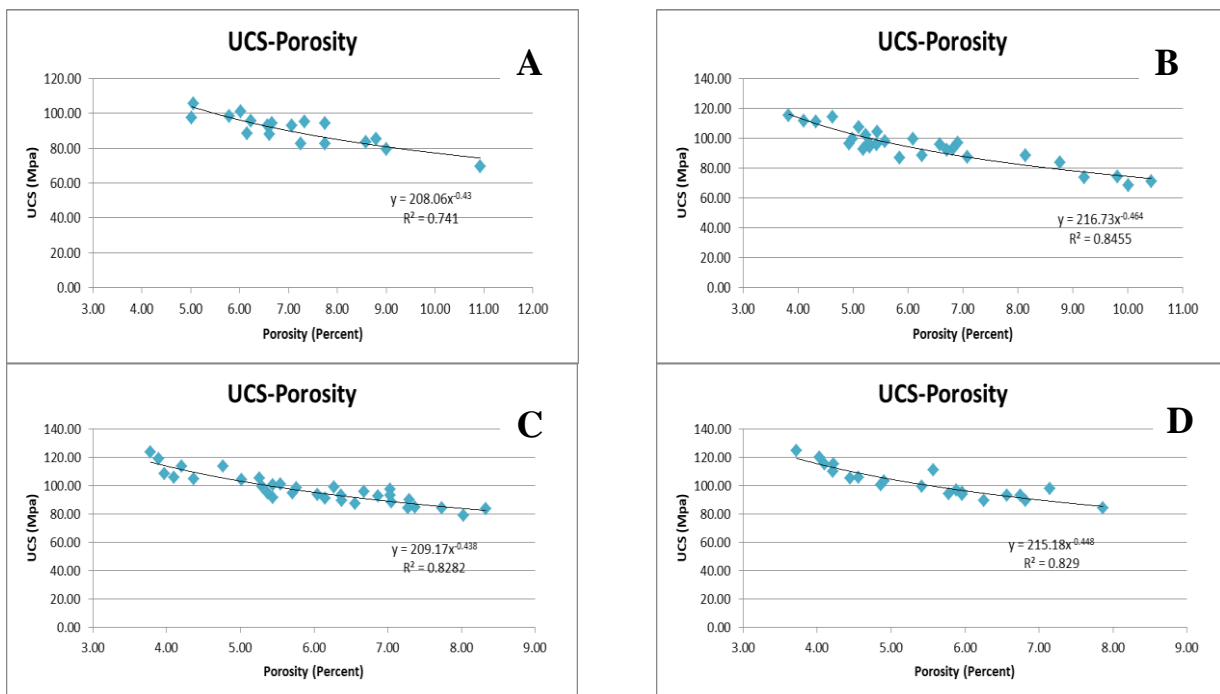 UCS-Porosity
A
UCS (Mpa)
120.00
100.00
80.00
60.00
40.00
20.00
0.00
y = 208.06x^-0.43
R² = 0.741
3.00 4.00 5.00 6.00 7.00 8.00 9.00 10.00 11.00 12.00
Porosity (Percent)
UCS-Porosity
B
UCS (Mpa)
140.00
120.00
100.00
80.00
60.00
40.00
20.00
0.00
y = 216.73x^-0.464
R² = 0.8455
3.00 4.00 5.00 6.00 7.00 8.00 9.00 10.00 11.00
Porosity (Percent)
UCS-Porosity
C
UCS (Mpa)
140.00
120.00
100.00
80.00
60.00
40.00
20.00
0.00
y = 209.17x^-0.438
R² = 0.8282
3.00 4.00 5.00 6.00 7.00 8.00 9.00
Porosity (Percent)
UCS-Porosity
D
UCS (Mpa)
140.00
120.00
100.00
80.00
60.00
40.00
20.00
0.00
y = 215.18x^-0.448
R² = 0.829
3.00 4.00 5.00 6.00 7.00 8.00 9.00
Porosity (Percent)